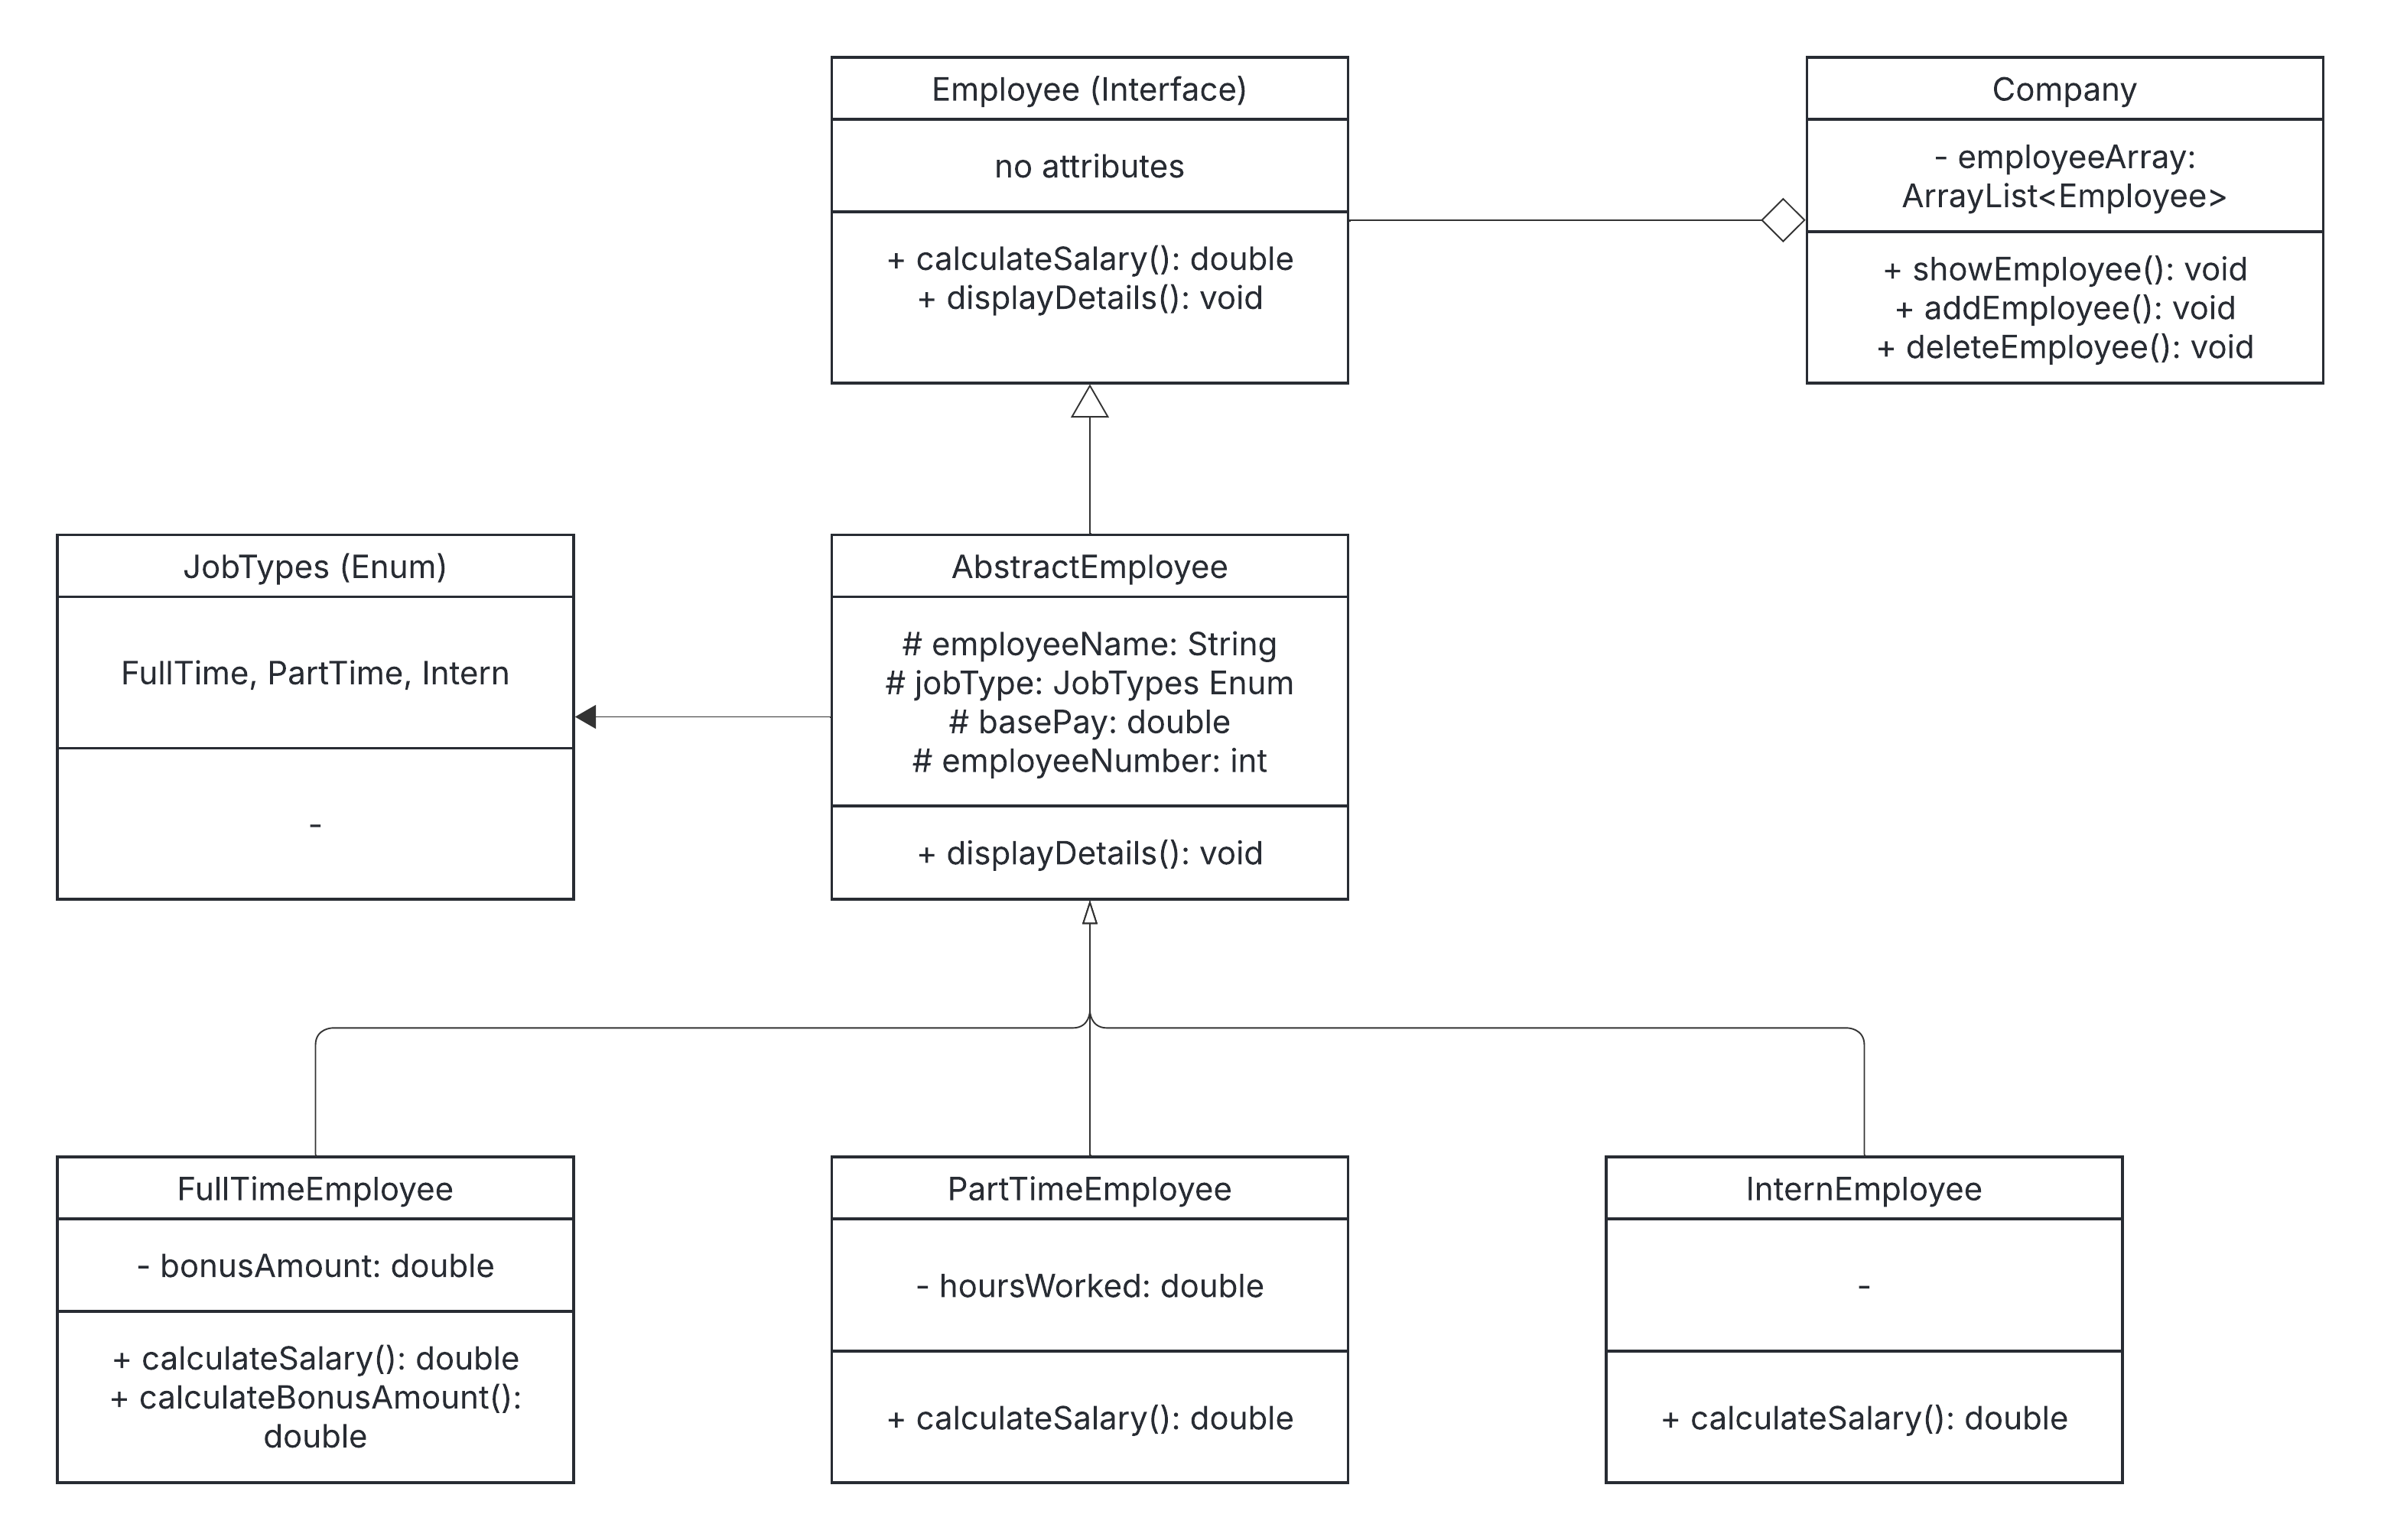 Employee (Interface)
no attributes
+ calculateSalary(): double
+ displayDetails(): void
Company
- employeeArray:
ArrayList<Employee>
+ showEmployee(): void
+ addEmployee(): void
+ deleteEmployee(): void
JobTypes (Enum)
FullTime, PartTime, Intern
-
AbstractEmployee
# employeeName: String
# jobType: JobTypes Enum
# basePay: double
# employeeNumber: int
+ displayDetails(): void
FullTimeEmployee
- bonusAmount: double
+ calculateSalary(): double
+ calculateBonusAmount():
double
PartTimeEmployee
- hoursWorked: double
+ calculateSalary(): double
InternEmployee
-
+ calculateSalary(): double